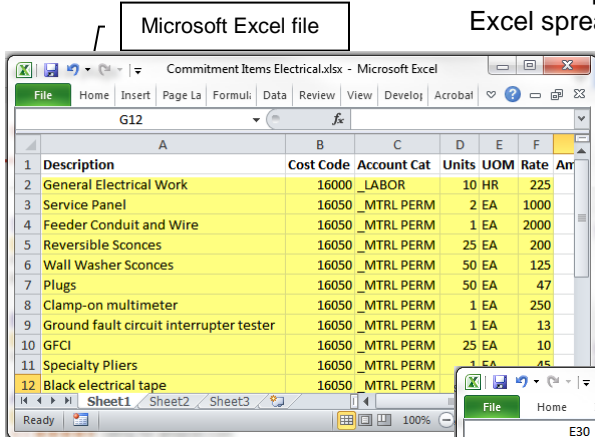 Microsoft Excel file
Excel sprea
Commitment Items Electrical.xlsx - Microsoft Excel
File Home Insert Page La Formula Data Review View Develop Acrobat
G12 fx
A B C D E F
1 Description Cost Code Account Cat Units UOM Rate Am
2 General Electrical Work 16000 _LABOR 10 HR 225
3 Service Panel 16050 _MTRL PERM 2 EA 1000
4 Feeder Conduit and Wire 16050 _MTRL PERM 1 EA 2000
5 Reversible Sconces 16050 _MTRL PERM 25 EA 200
6 Wall Washer Sconces 16050 _MTRL PERM 50 EA 125
7 Plugs 16050 _MTRL PERM 50 EA 47
8 Clamp-on multimeter 16050 _MTRL PERM 1 EA 250
9 Ground fault circuit interrupter tester 16050 _MTRL PERM 1 EA 13
10 GFCI 16050 _MTRL PERM 25 EA 10
11 Specialty Pliers 16050 _MTRL PERM 1 EA 45
12 Black electrical tape 16050 _MTRL PERM
Sheet1 Sheet2 Sheet3
Ready 100%
File Home
E30